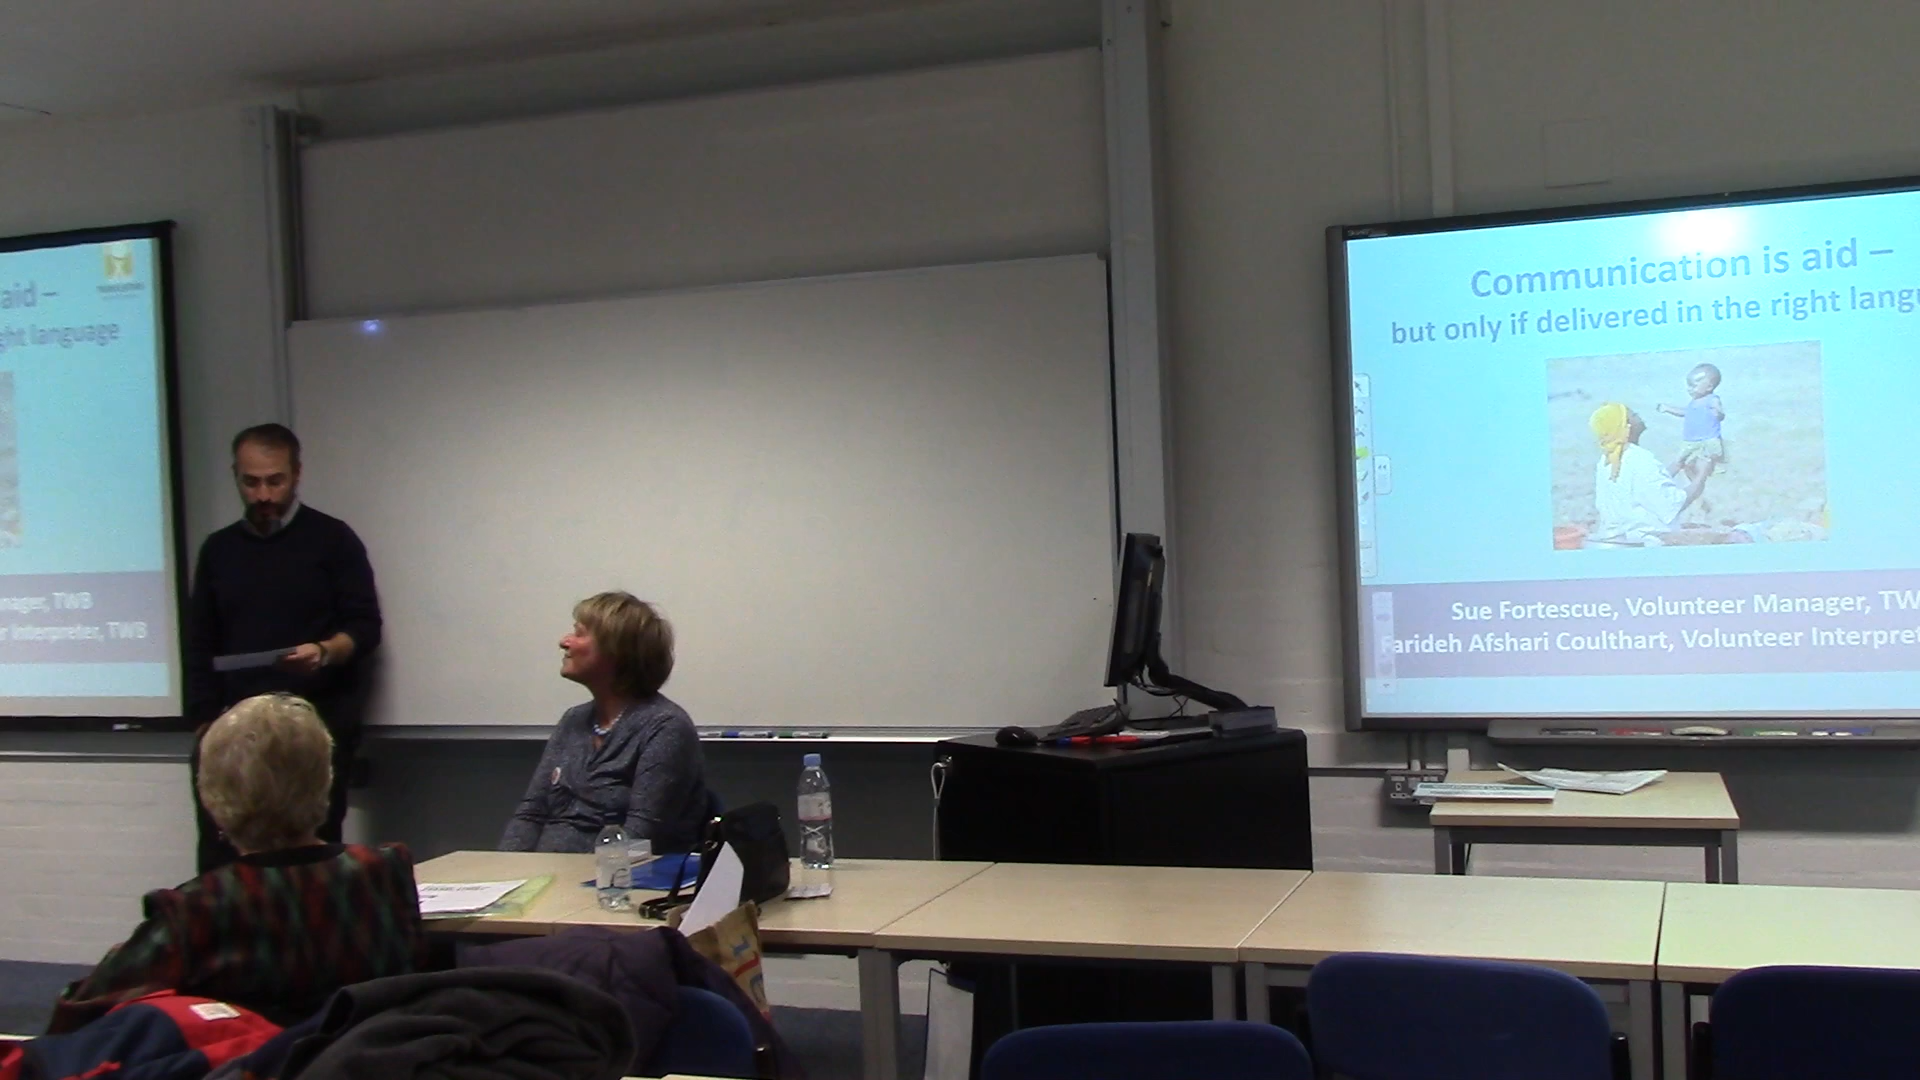 aid –
ght language
nager, TWB
r Interpreter, TWB
Communication is aid –
but only if delivered in the right langu
Sue Fortescue, Volunteer Manager, TW
Farideh Afshari Coulthart, Volunteer Interpret